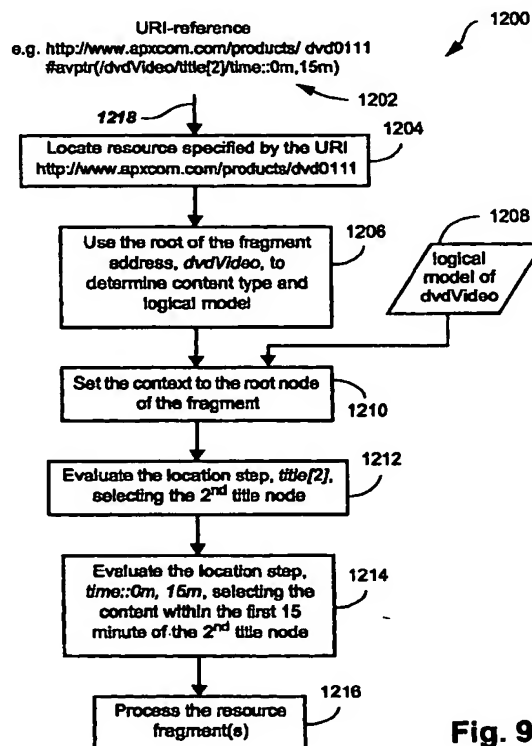 URI-reference
1200
e.g. http://www.apxcom.com/products/ dvd0111
#avptr(/dvdVideo/title[2]/time::0m,15m)
1202
1218
1204
Locate resource specified by the URI
http://www.apxcom.com/products/dvd0111
1206
1208
Use the root of the fragment
address, dvdVideo, to
determine content type and
logical model
logical
model of
dvdVideo
Set the context to the root node
of the fragment
1210
1212
Evaluate the location step, title[2],
selecting the 2nd title node
1214
Evaluate the location step,
time::0m, 15m, selecting the
content within the first 15
minute of the 2nd title node
1216
Process the resource
fragment(s)
Fig. 9